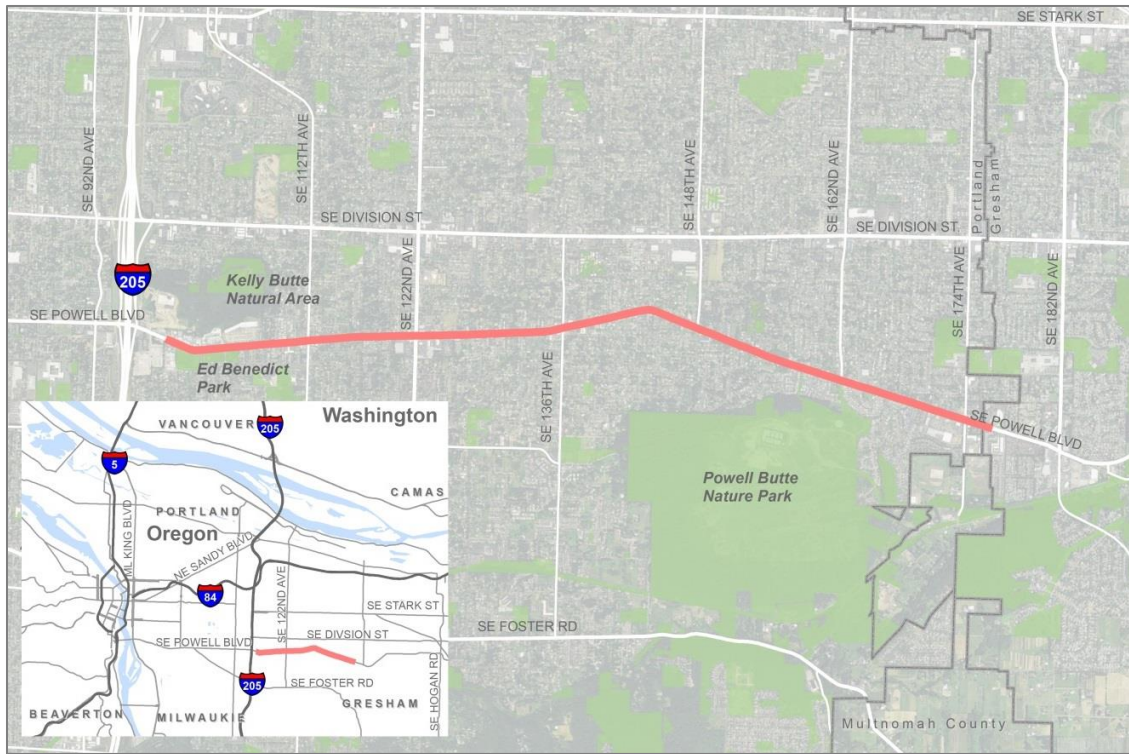 SE STARK ST
SE 92ND AVE
SE 112TH AVE
SE 148TH AVE
SE 162ND AVE
Portland
Gresham
SE DIVISION ST
SE DIVISION ST
205
Kelly Butte
Natural Area
SE 122ND AVE
SE 174TH AVE
SE 182ND AVE
SE POWELL BLVD
Ed Benedict
Park
SE 136TH AVE
SE POWELL BLVD
Powell Butte
Nature Park
SE FOSTER RD
Multnomah County
Washington
VANCOUVER
205
5
CAMAS
PORTLAND
Oregon
ML KING BLVD
NE SANDY BLVD
84
SE 122ND AVE
SE STARK ST
SE POWELL BLVD
SE DIVSION ST
SE FOSTER RD
205
SE HOGAN RD
GRESHAM
BEAVERTON
MILWAUKIE